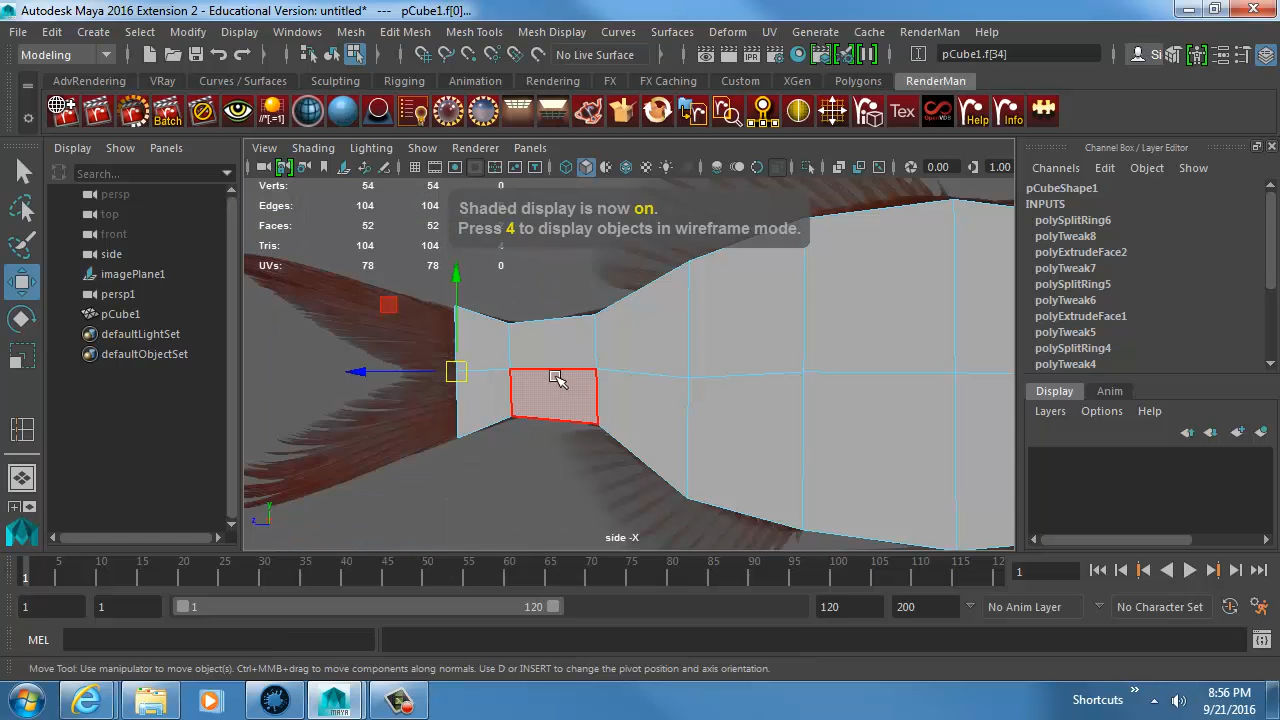 Autodesk Maya 2016 Extension 2 - Educational Version: untitled* --- pCube1.f[0]...
File Edit Create Select Modify Display Windows Mesh Edit Mesh Mesh Tools Mesh Display Curves Surfaces Deform UV Generate Cache RenderMan Help
Modeling No Live Surface pCube1.f[34] Si
AdvRendering VRay Curves / Surfaces Sculpting Rigging Animation Rendering FX FX Caching Custom XGen Polygons RenderMan
Batch //"[.=1] Tex OpenVDB Help Info
Display Show Panels
View Shading Lighting Show Renderer Panels
Channel Box / Layer Editor
Search...
0.00 1.00
Channels Edit Object Show
persp
top
front
side
imagePlane1
persp1
pCube1
defaultLightSet
defaultObjectSet
Verts: 54 54 0
Edges: 104 104
Faces: 52 52
Tris: 104 104
UVs: 78 78 0
Shaded display is now on.
Press 4 to display objects in wireframe mode.
y
z
side -X
pCubeShape1
INPUTS
polySplitRing6
polyTweak8
polyExtrudeFace2
polyTweak7
polySplitRing5
polyTweak6
polyExtrudeFace1
polyTweak5
polySplitRing4
polyTweak4
Display Anim
Layers Options Help
1 5 10 15 20 25 30 35 40 45 50 55 60 65 70 75 80 85 90 95 100 105 110 115 12 1
1 1 1 120 120 200 No Anim Layer No Character Set
MEL
Move Tool: Use manipulator to move object(s). Ctrl+MMB+drag to move components along normals. Use D or INSERT to change the pivot position and axis orientation.
MAYA
Shortcuts
8:56 PM
9/21/2016